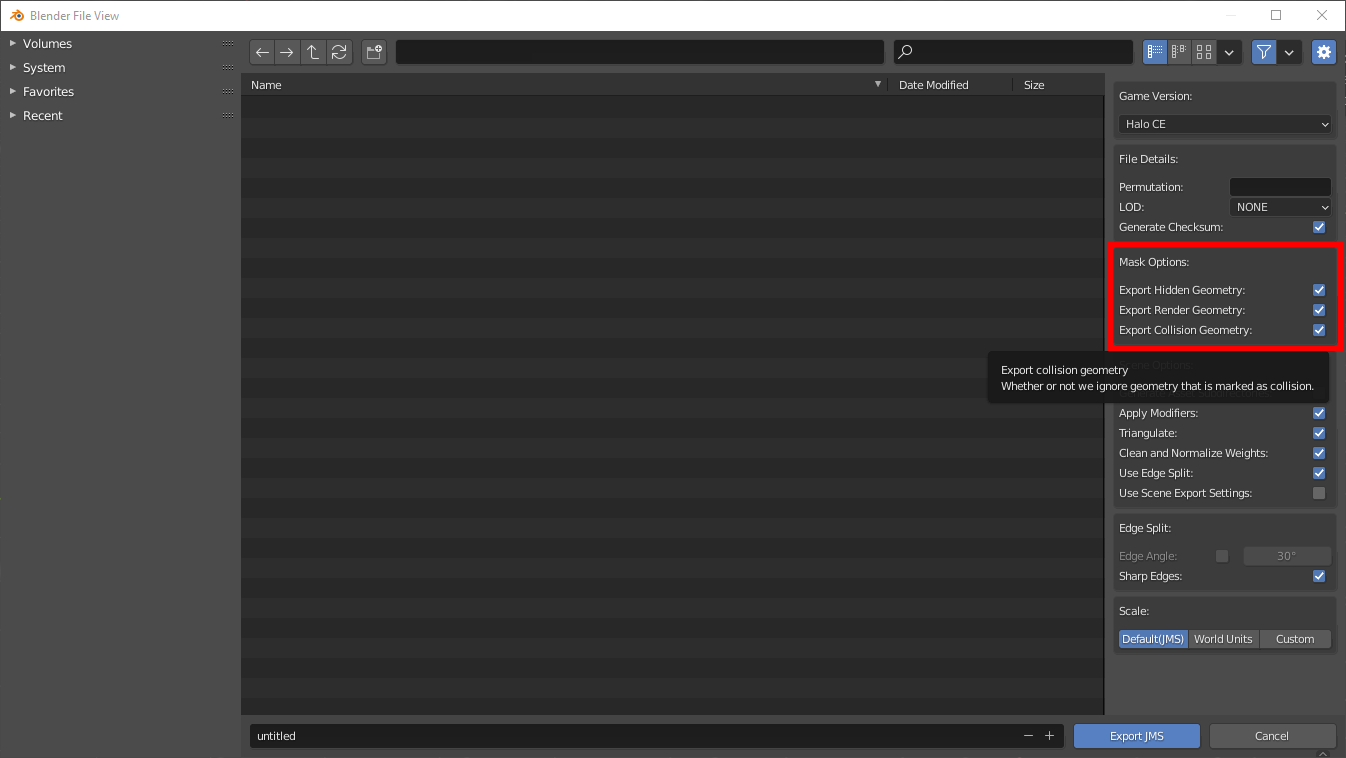 Blender File View
Volumes
System
Favorites
Recent
Name
Date Modified
Size
Game Version:
Halo CE
File Details:
Permutation:
LOD: NONE
Generate Checksum:
Mask Options:
Export Hidden Geometry:
Export Render Geometry:
Export Collision Geometry:
Export collision geometry
Whether or not we ignore geometry that is marked as collision.
Apply Modifiers:
Triangulate:
Clean and Normalize Weights:
Use Edge Split:
Use Scene Export Settings:
Edge Split:
Edge Angle: 30°
Sharp Edges:
Scale:
Default(JMS) World Units Custom
untitled
Export JMS
Cancel